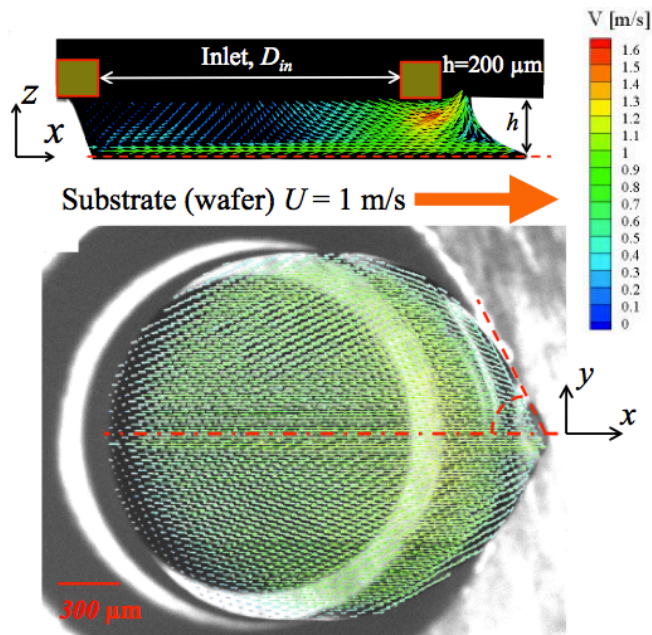 Inlet, D_in
h=200 µm
V [m/s]
z
x
h
1.6
1.5
1.4
1.3
1.2
1.1
1
0.9
0.8
0.7
0.6
0.5
0.4
0.3
0.2
0.1
0
Substrate (wafer) U = 1 m/s
y
x
300 µm